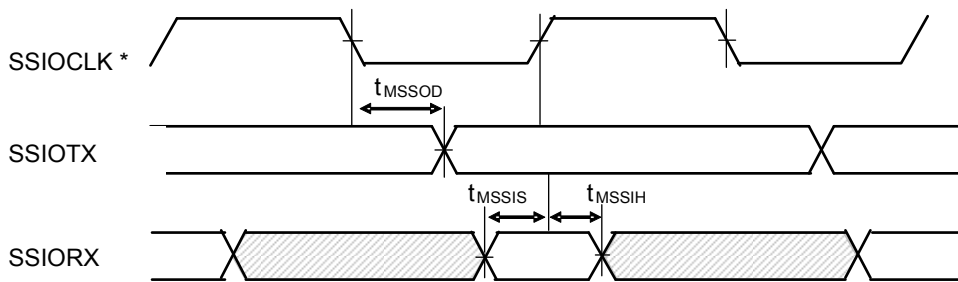 SSIOCLK *
tMSSOD
SSIOTX
tMSSIS tMSSIH
SSIORX